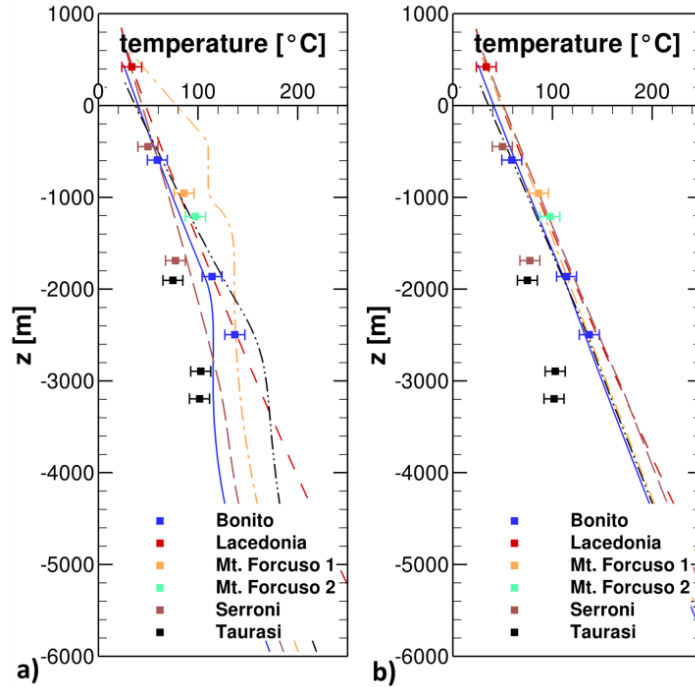 1000
temperature [°C]
0
100
200
0
-1000
-2000
z [m]
-3000
-4000
-5000
-6000
Bonito
Lacedonia
Mt. Forcuso 1
Mt. Forcuso 2
Serroni
Taurasi
a)
1000
temperature [°C]
0
100
200
0
-1000
-2000
z [m]
-3000
-4000
-5000
-6000
Bonito
Lacedonia
Mt. Forcuso 1
Mt. Forcuso 2
Serroni
Taurasi
b)